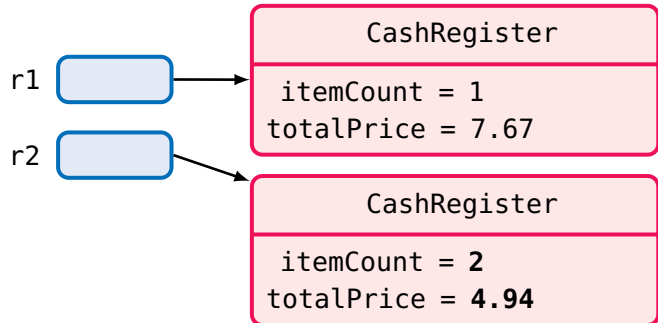 CashRegister
r1
itemCount = 1
totalPrice = 7.67
r2
CashRegister
itemCount = 2
totalPrice = 4.94